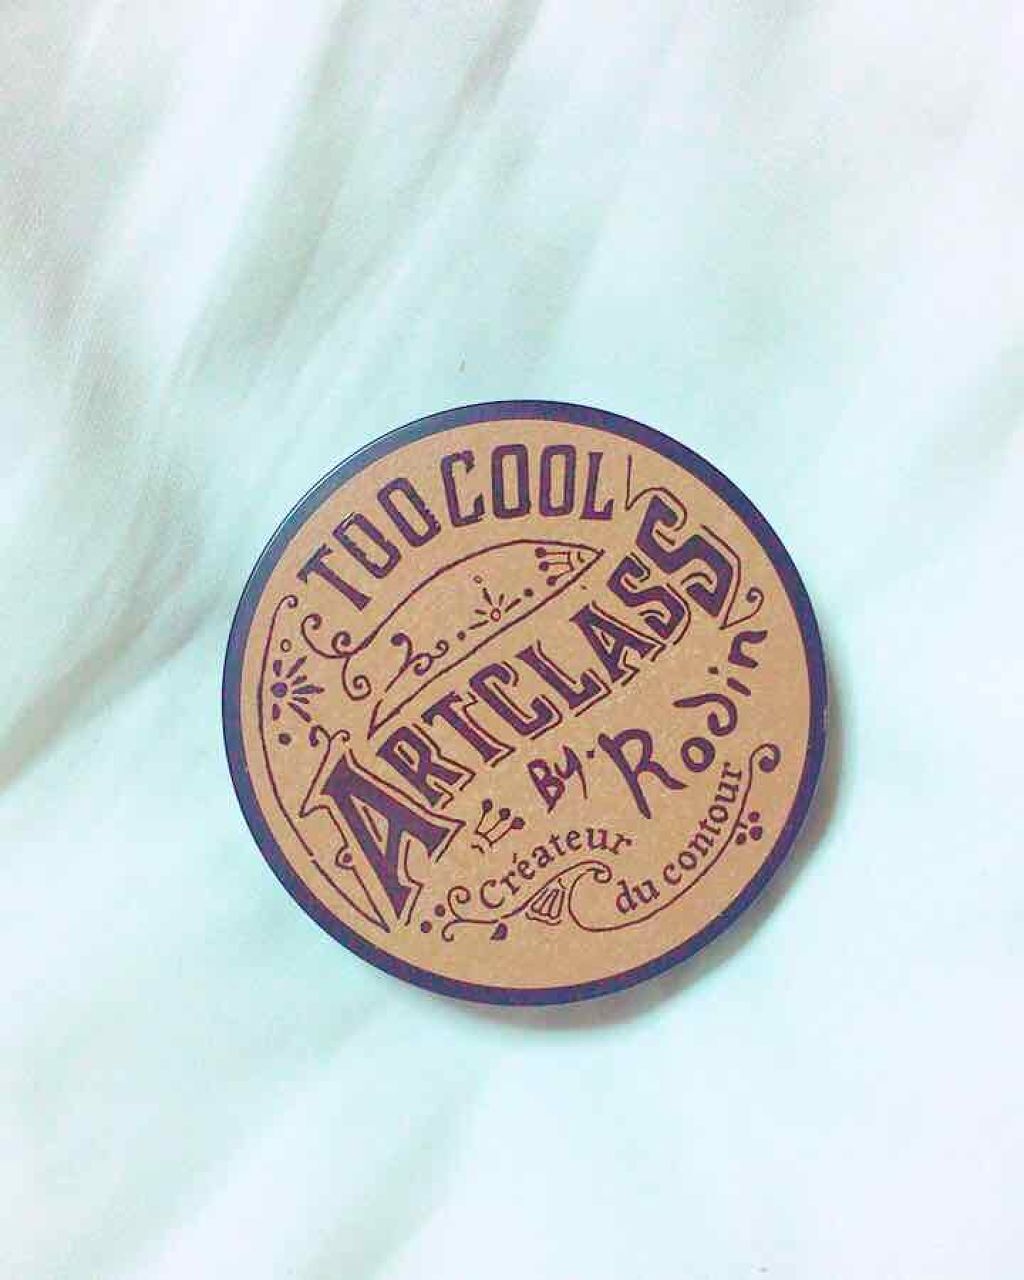 TOO COOL
ARTCLASS
By. Rodin
Créateur
du contour